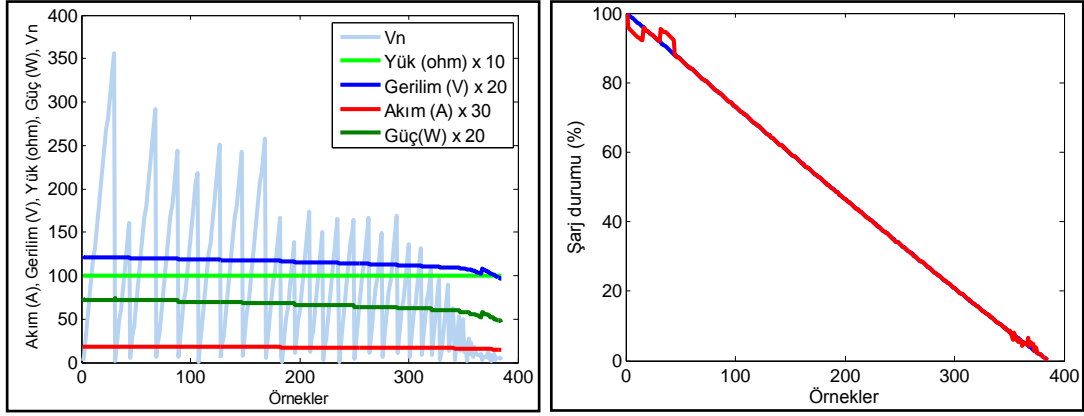 Akım (A), Gerilim (V), Yük (ohm), Güç (W), Vn
400
350
300
250
200
150
100
50
0
Vn
Yük (ohm) x 10
Gerilim (V) x 20
Akım (A) x 30
Güç(W) x 20
0 100 200 300 400
Örnekler
Şarj durumu (%)
100
80
60
40
20
0
0 100 200 300 400
Örnekler